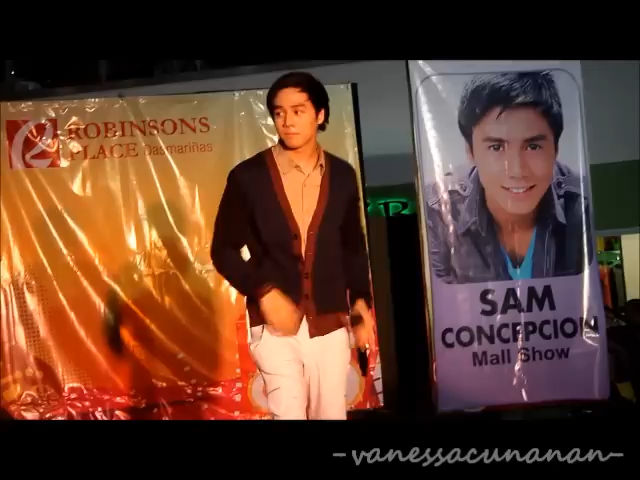 ROBINSONS
PLACE Dasmariñas
SAM
CONCEPCION
Mall Show
-vanessacunanan-